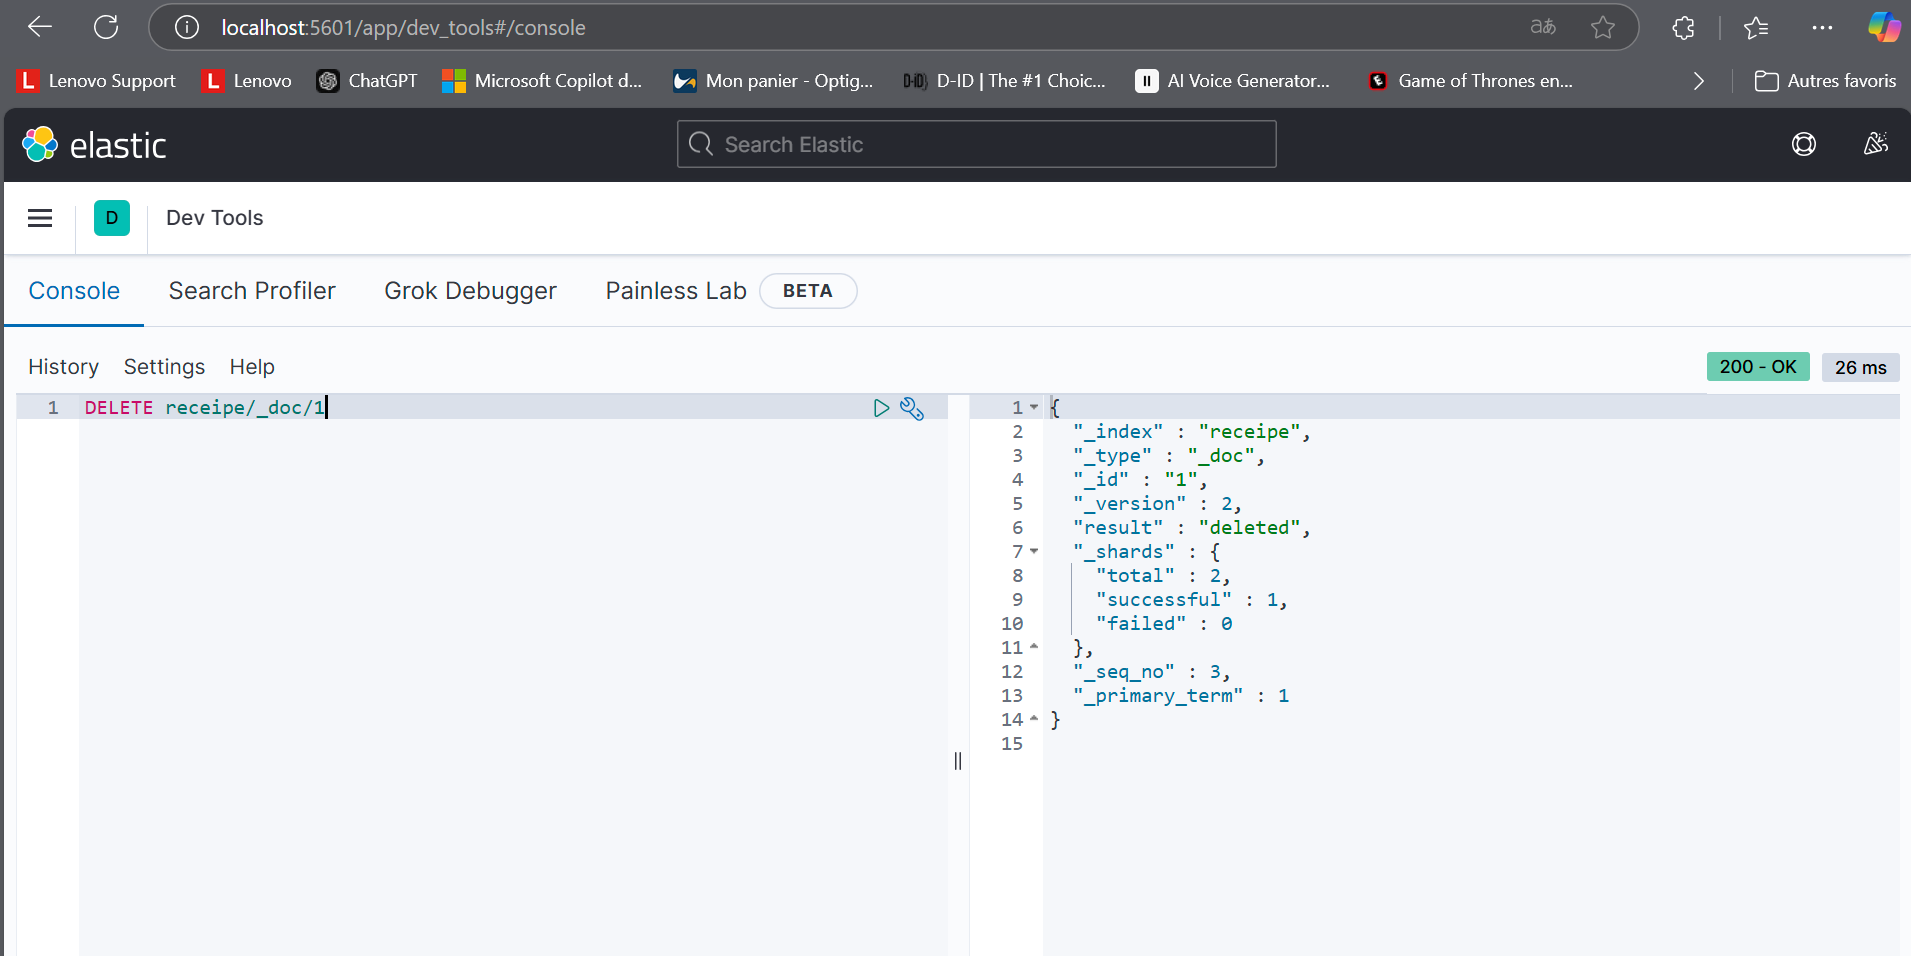 localhost:5601/app/dev_tools#/console aあ
L Lenovo Support L Lenovo ChatGPT Microsoft Copilot d... Mon panier - Optig... D-iD D-ID | The #1 Choic... II AI Voice Generator... E Game of Thrones en... Autres favoris
elastic Search Elastic
D Dev Tools
Console Search Profiler Grok Debugger Painless Lab BETA
History Settings Help 200 - OK 26 ms
1 DELETE receipe/_doc/1
1 {
2 "_index" : "receipe",
3 "_type" : "_doc",
4 "_id" : "1",
5 "_version" : 2,
6 "result" : "deleted",
7 "_shards" : {
8 "total" : 2,
9 "successful" : 1,
10 "failed" : 0
11 },
12 "_seq_no" : 3,
13 "_primary_term" : 1
14 }
15